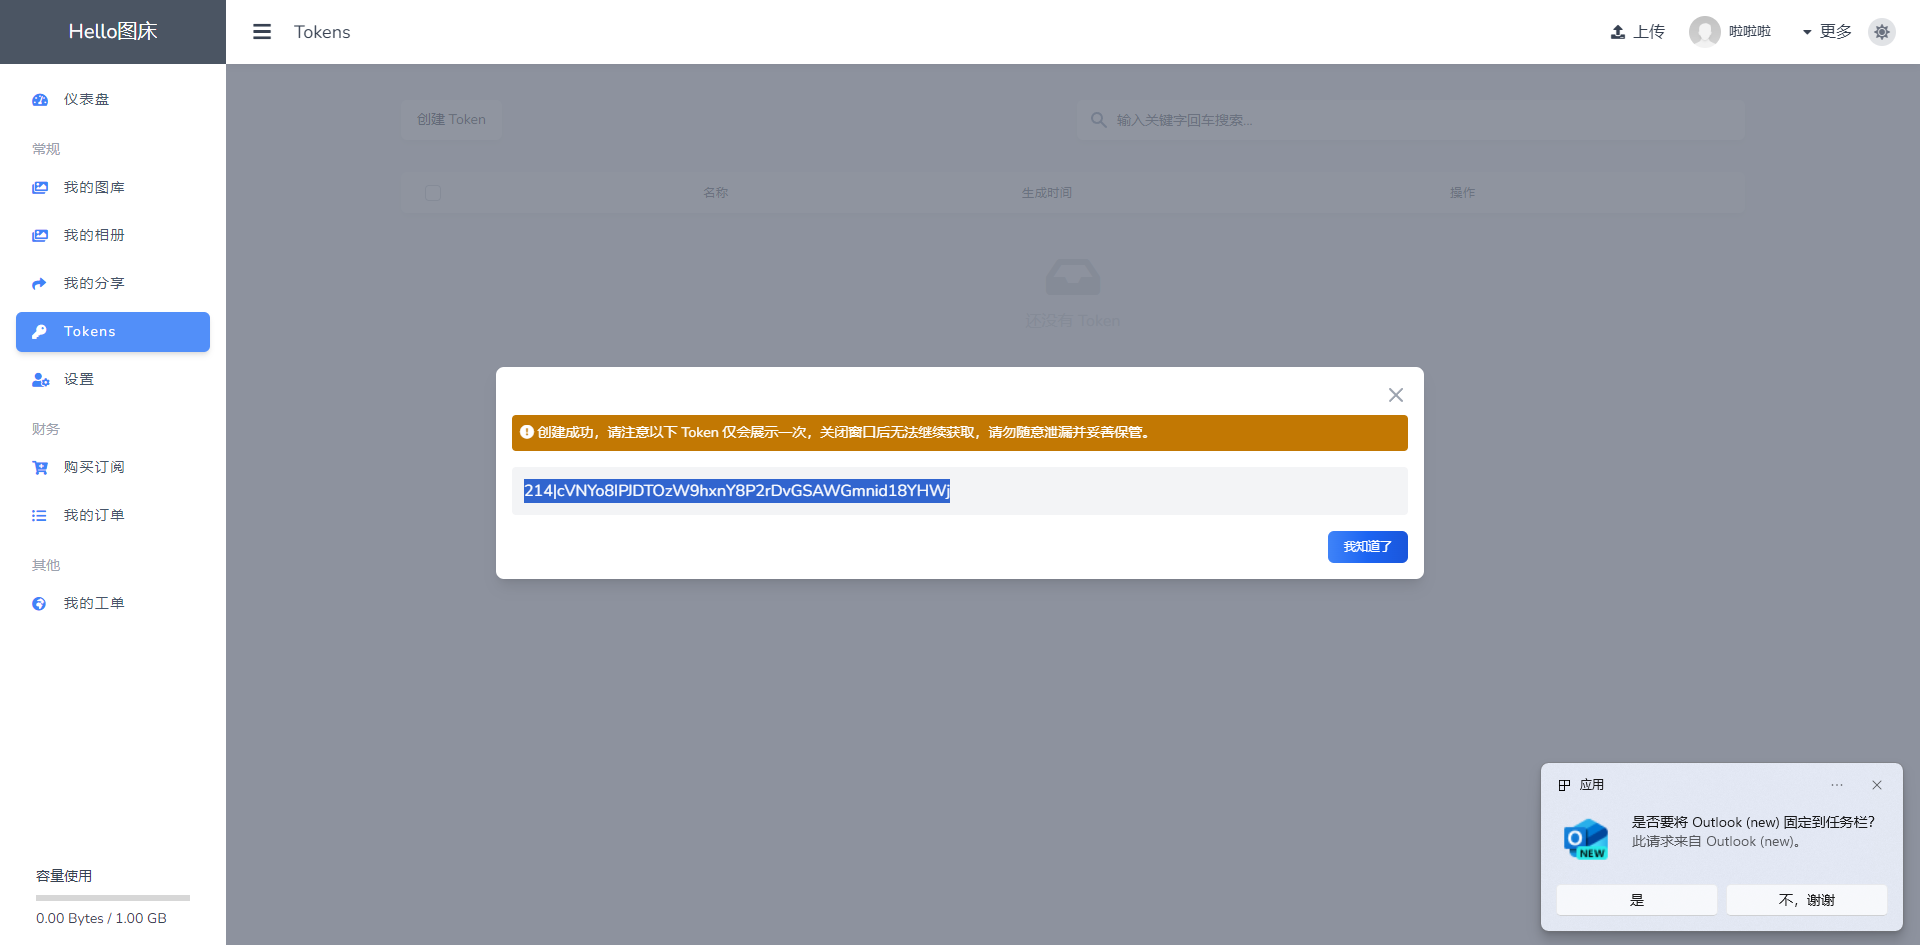 Hello图床
Tokens
上传
啦啦啦
更多
仪表盘
常规
我的图库
我的相册
我的分享
Tokens
设置
财务
购买订阅
我的订单
其他
我的工单
容量使用
0.00 Bytes / 1.00 GB
创建 Token
输入关键字回车搜索...
名称
生成时间
操作
还没有 Token
创建成功，请注意以下 Token 仅会展示一次，关闭窗口后无法继续获取，请勿随意泄漏并妥善保管。
214|cVNYo8lPJDTOzW9hxnY8P2rDvGSAWGmnid18YHWj
我知道了
应用
是否要将 Outlook (new) 固定到任务栏?
此请求来自 Outlook (new)。
O
NEW
是
不，谢谢